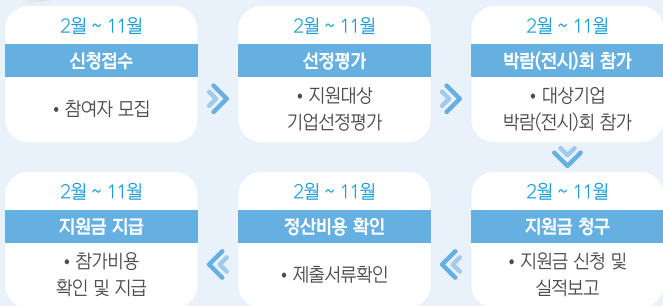 2월 ~ 11월
신청접수
• 참여자 모집
2월 ~ 11월
선정평가
• 지원대상
기업선정평가
2월 ~ 11월
박람(전시)회 참가
• 대상기업
박람(전시)회 참가
2월 ~ 11월
지원금 청구
• 지원금 신청 및
실적보고
2월 ~ 11월
정산비용 확인
• 제출서류확인
2월 ~ 11월
지원금 지급
• 참가비용
확인 및 지급